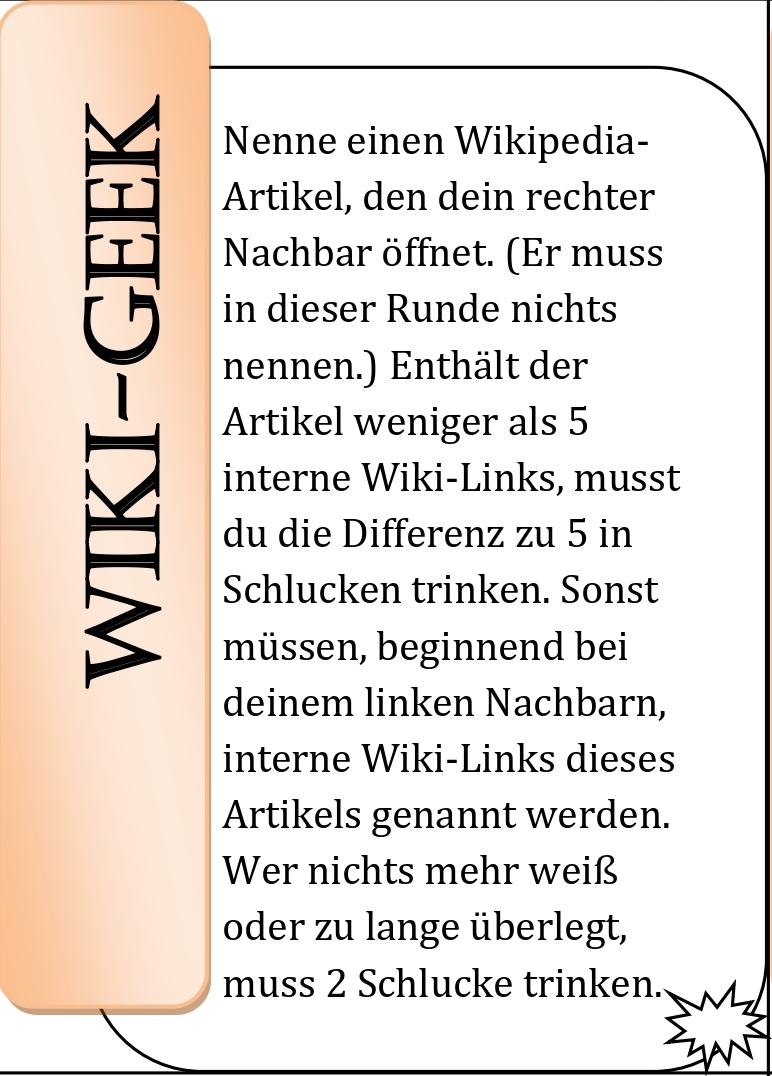 WIKI-GEEK
Nenne einen Wikipedia-
Artikel, den dein rechter
Nachbar öffnet. (Er muss
in dieser Runde nichts
nennen.) Enthält der
Artikel weniger als 5
interne Wiki-Links, musst
du die Differenz zu 5 in
Schlucken trinken. Sonst
müssen, beginnend bei
deinem linken Nachbarn,
interne Wiki-Links dieses
Artikels genannt werden.
Wer nichts mehr weiß
oder zu lange überlegt,
muss 2 Schlucke trinken.